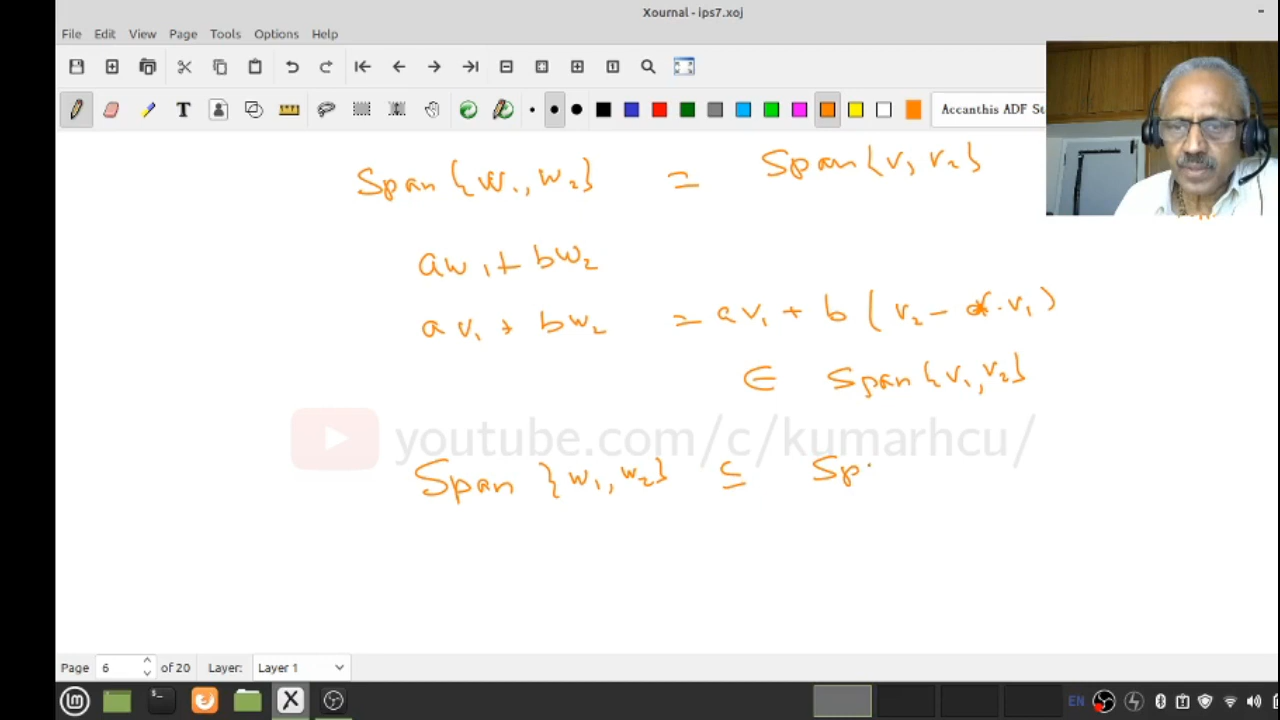 Xournal - ips7.xoj
File Edit View Page Tools Options Help
Accanthis ADF St
Span{w₁, w₂} = Span{v, v₂}
aw₁ + bw₂
av₁ + bw₂ = av₁ + b(v₂ - α·v₁)
∈ Span{v₁, v₂}
youtube.com/c/kumarhcu/
Span }w₁, w₂} ⊆ Sp
Page 6 of 20 Layer: Layer 1
EN